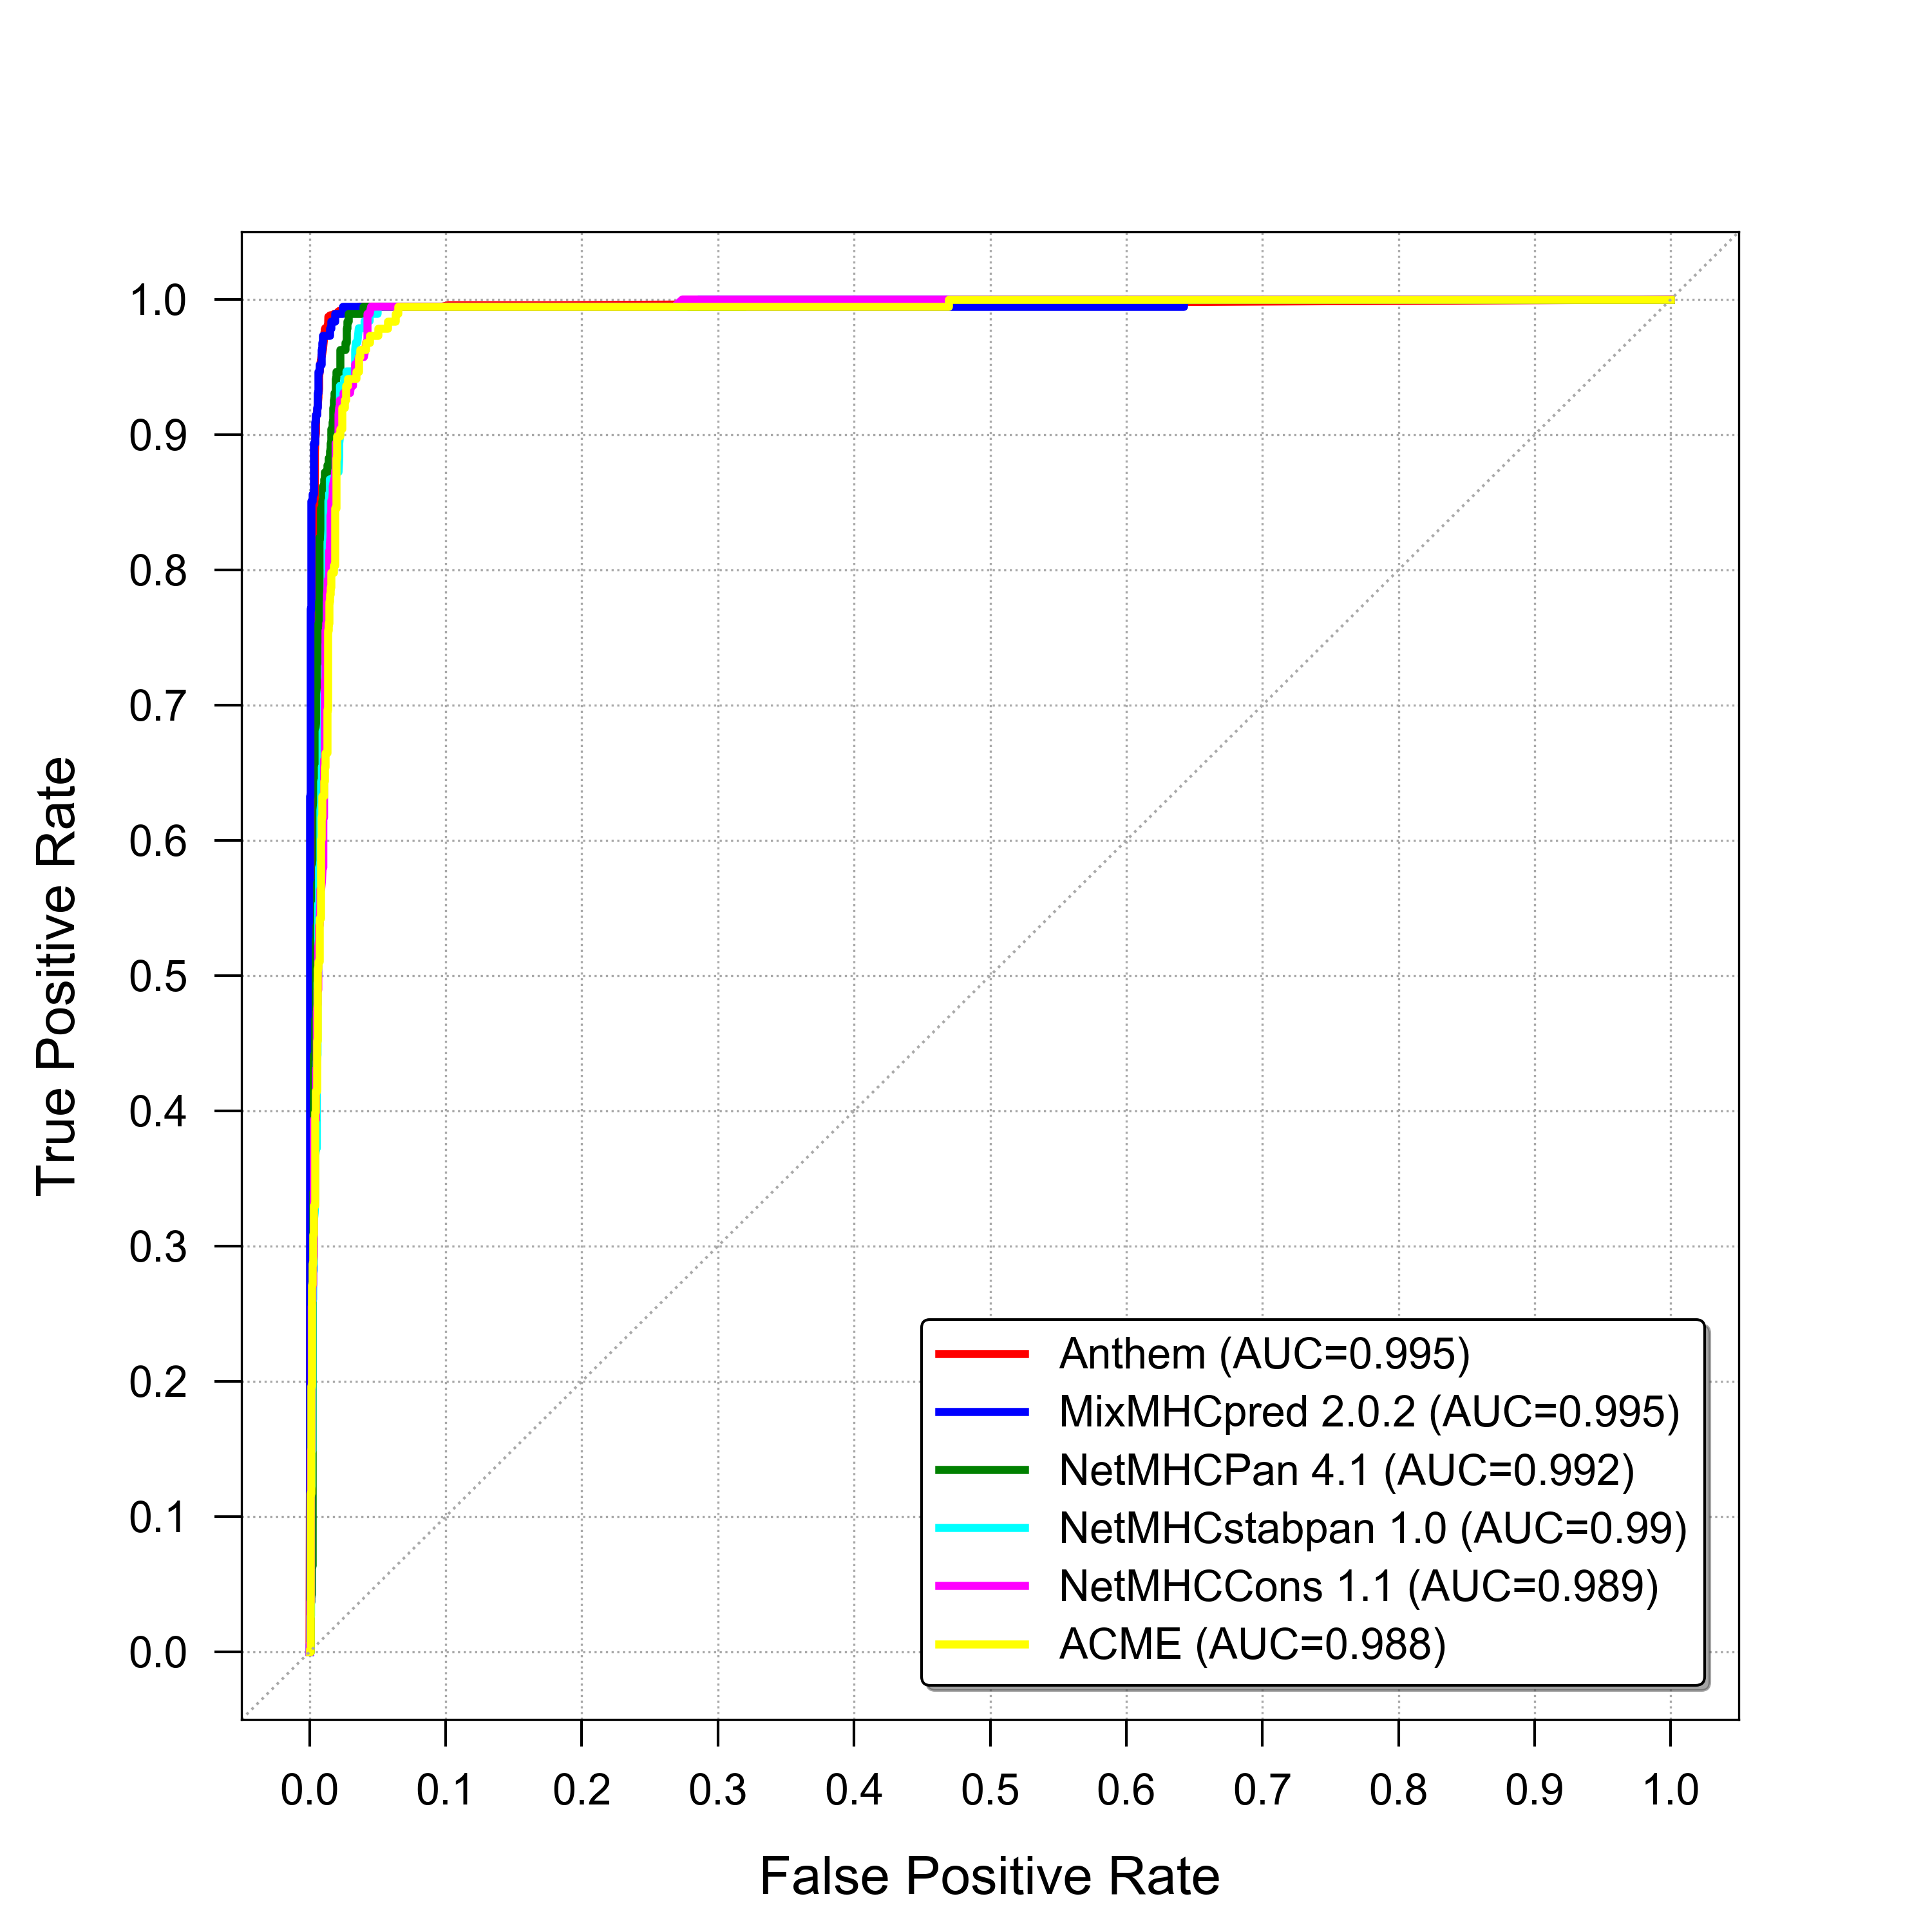 1.0
0.9
0.8
0.7
0.6
0.5
0.4
0.3
0.2
0.1
0.0
True Positive Rate
Anthem (AUC=0.995)
MixMHCpred 2.0.2 (AUC=0.995)
NetMHCPan 4.1 (AUC=0.992)
NetMHCstabpan 1.0 (AUC=0.99)
NetMHCCons 1.1 (AUC=0.989)
ACME (AUC=0.988)
0.0 0.1 0.2 0.3 0.4 0.5 0.6 0.7 0.8 0.9 1.0
False Positive Rate